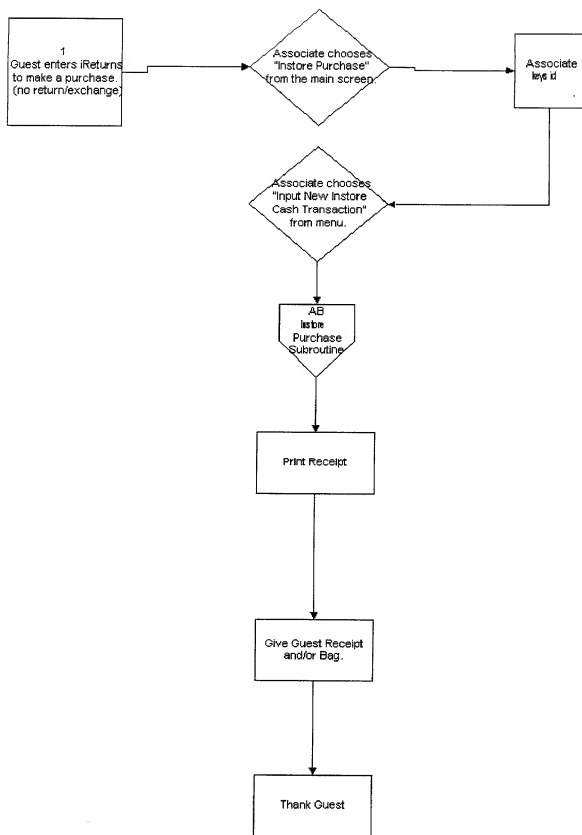 1
Guest enters iReturns
to make a purchase.
(no return/exchange)
Associate chooses
"Instore Purchase"
from the main screen.
Associate
keys id
Associate chooses
"Input New Instore
Cash Transaction"
from menu.
AB
Instore
Purchase
Subroutine
Print Receipt
Give Guest Receipt
and/or Bag.
Thank Guest